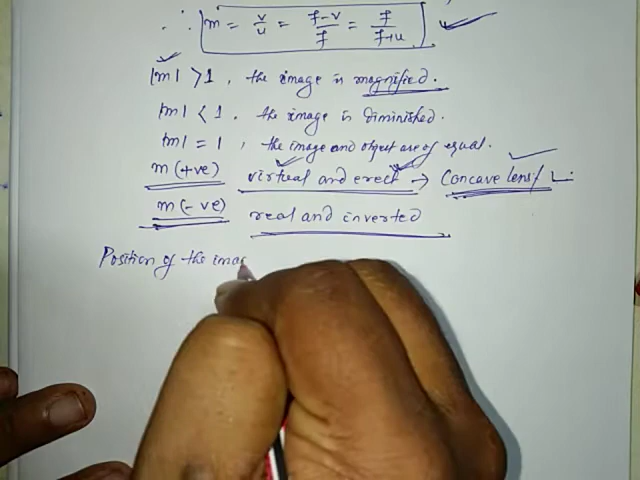 ∴ m = v/u = f-v/f = f/f+u
|m| > 1, the image is magnified.
|m| < 1. the image is diminished.
|m| = 1, the image and object are of equal.
m (+ve) virtual and erect → Concave lens/
m (-ve) real and inverted
Position of the imag